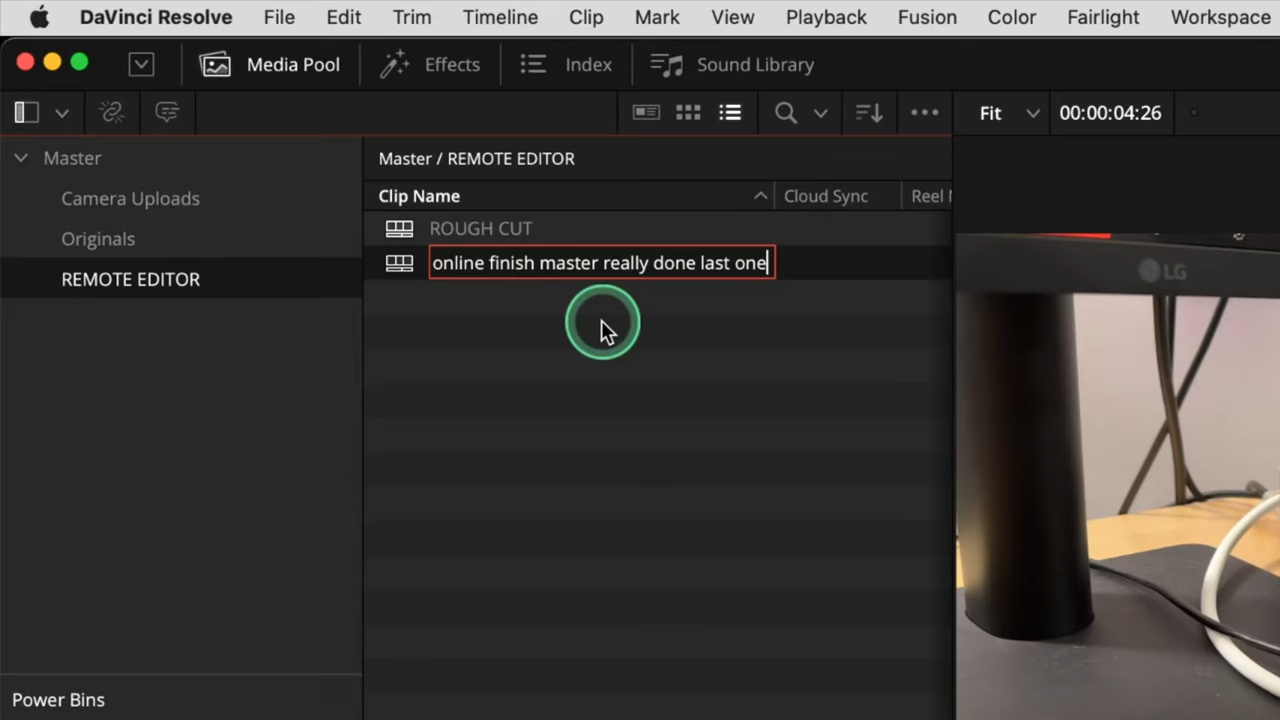 DaVinci Resolve File Edit Trim Timeline Clip Mark View Playback Fusion Color Fairlight Workspace
Media Pool Effects Index Sound Library
Fit 00:00:04:26
Master
Camera Uploads
Originals
REMOTE EDITOR
Master / REMOTE EDITOR
Clip Name Cloud Sync Reel
ROUGH CUT
online finish master really done last one
LG
Power Bins